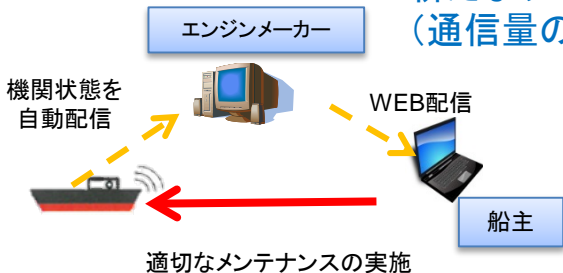 エンジンメーカー
(通信量の
機関状態を
自動配信
WEB配信
船主
適切なメンテナンスの実施